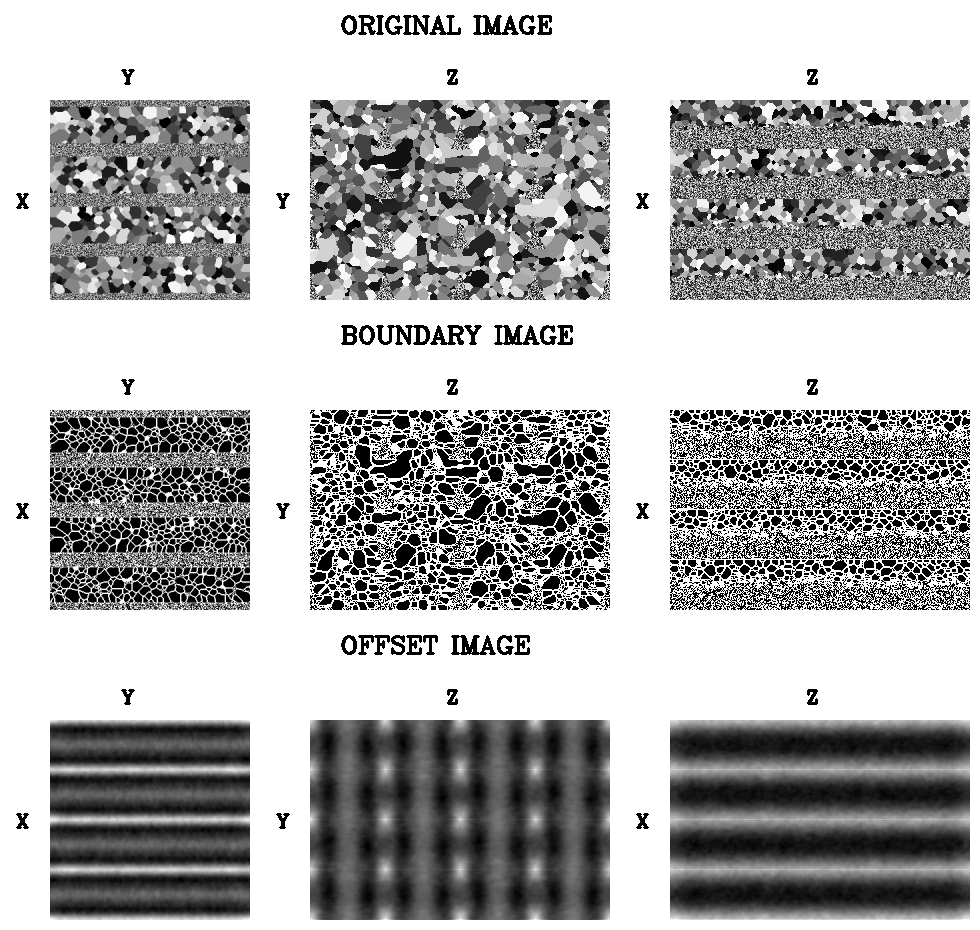 ORIGINAL IMAGE
Y Z Z
X Y X
BOUNDARY IMAGE
Y Z Z
X Y X
OFFSET IMAGE
Y Z Z
X Y X